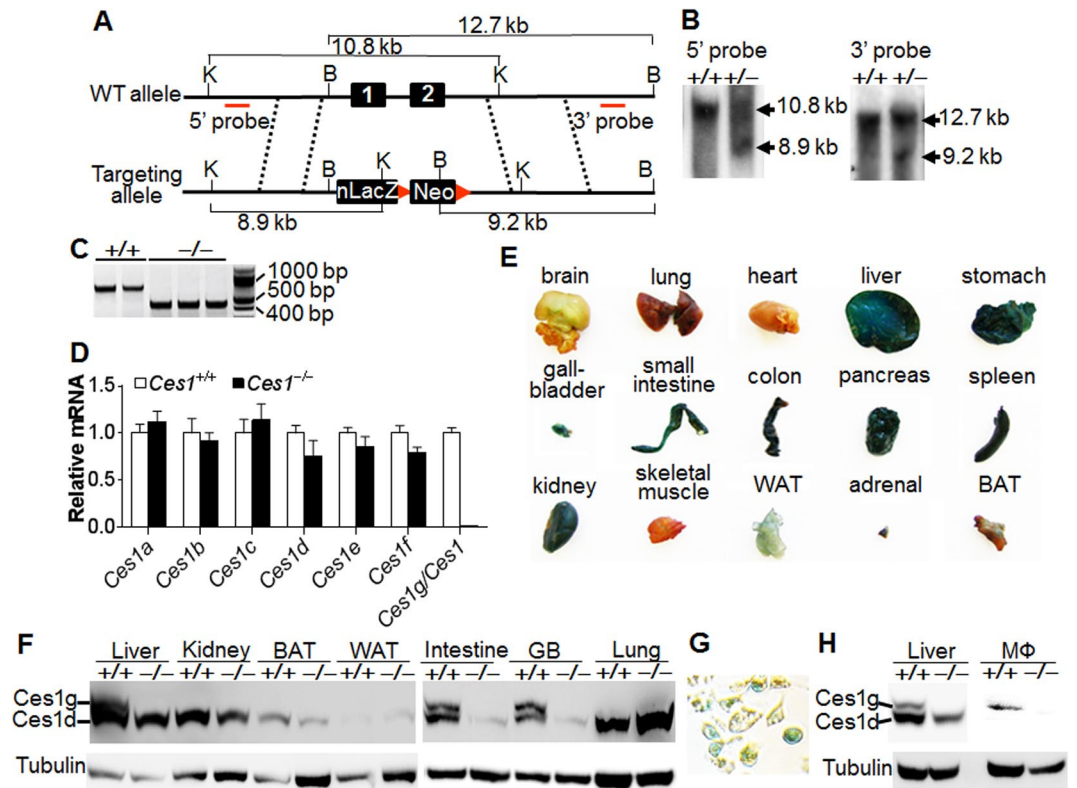 A
12.7 kb
10.8 kb
K B K B
WT allele 1 2
5' probe 3' probe
K B K B K B
Targeting allele nLacZ Neo
8.9 kb 9.2 kb
B
5' probe 3' probe
+/+ +/− +/+ +/−
10.8 kb
8.9 kb
12.7 kb
9.2 kb
C
+/+ −/−
1000 bp
500 bp
400 bp
D
Relative mRNA
1.5
1.0
0.5
0.0
Ces1+/+ Ces1−/−
Ces1a Ces1b Ces1c Ces1d Ces1e Ces1f Ces1g/Ces1
E
brain lung heart liver stomach
gall-bladder small intestine colon pancreas spleen
kidney skeletal muscle WAT adrenal BAT
F
Liver Kidney BAT WAT Intestine GB Lung
+/+ −/− +/+ −/− +/+ −/− +/+ −/− +/+ −/− +/+ −/− +/+ −/−
Ces1g
Ces1d
Tubulin
G
H
Liver MΦ
+/+ −/− +/+ −/−
Ces1g
Ces1d
Tubulin